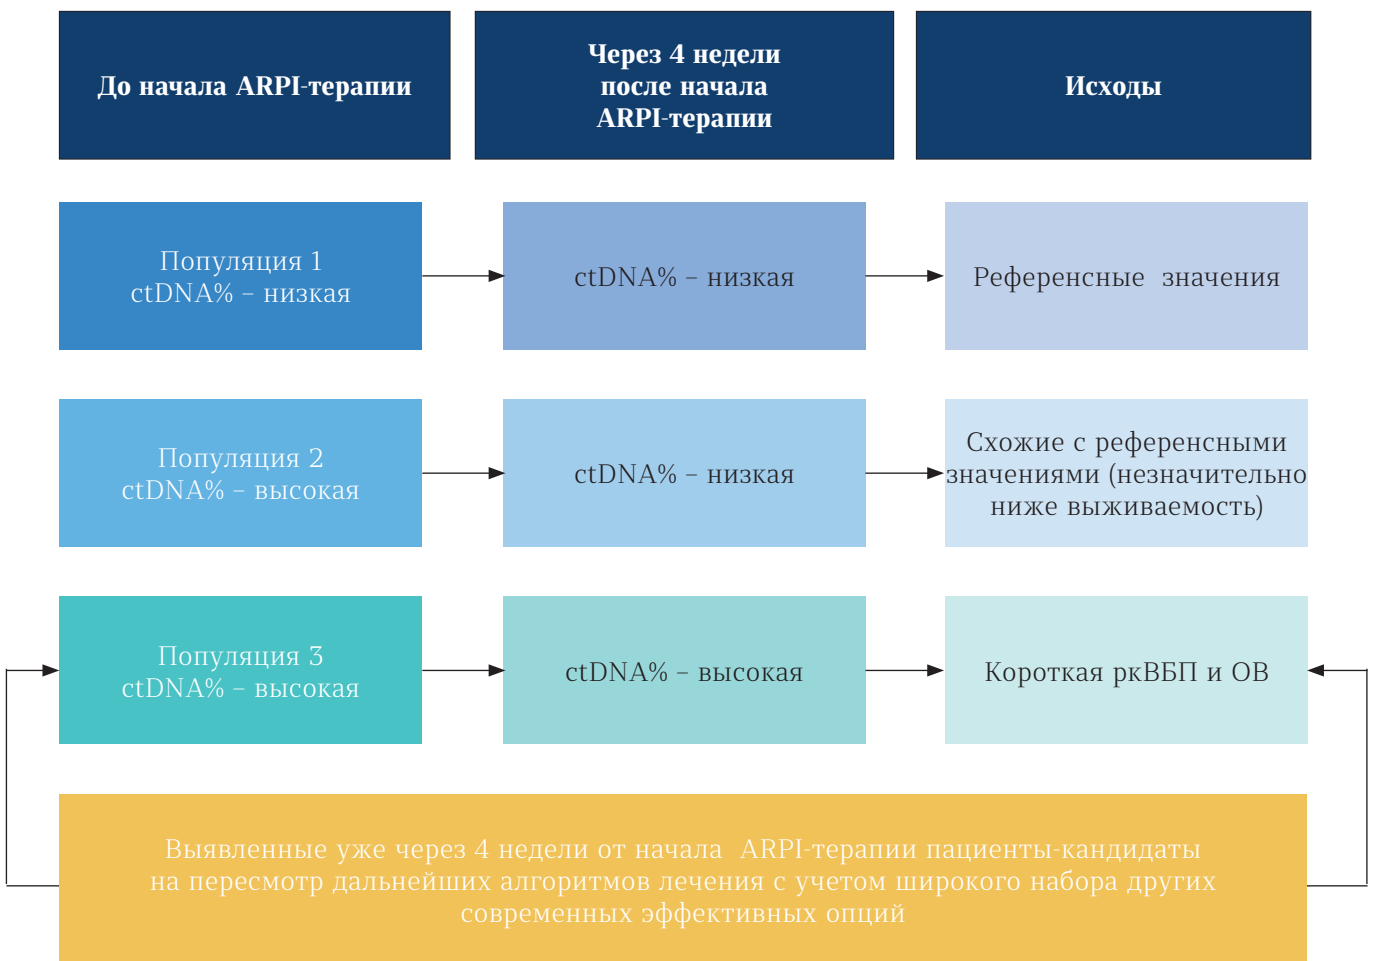 До начала ARPI-терапии
Через 4 недели
после начала
ARPI-терапии
Исходы
Популяция 1
ctDNA% – низкая
ctDNA% – низкая
Референсные значения
Популяция 2
ctDNA% – высокая
ctDNA% – низкая
Схожие с референсными
значениями (незначительно
ниже выживаемость)
Популяция 3
ctDNA% – высокая
ctDNA% – высокая
Короткая ркВБП и ОВ
Выявленные уже через 4 недели от начала ARPI-терапии пациенты-кандидаты
на пересмотр дальнейших алгоритмов лечения с учетом широкого набора других
современных эффективных опций